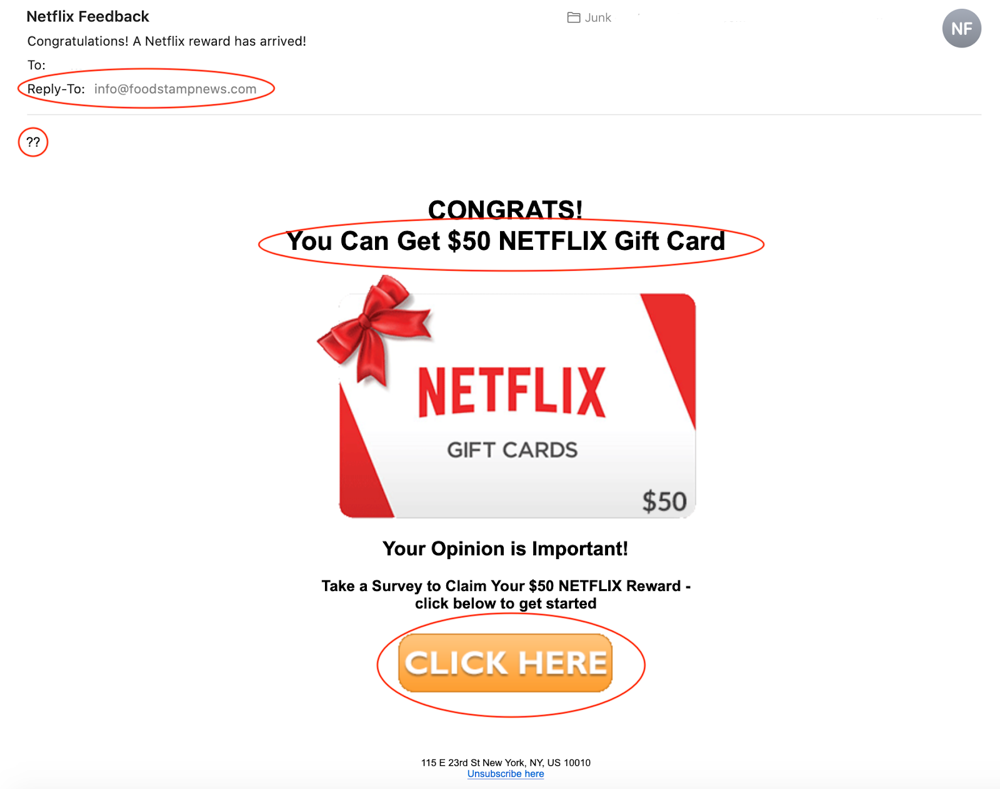 Netflix Feedback
Junk
NF
Congratulations! A Netflix reward has arrived!
To:
Reply-To: info@foodstampnews.com
??
CONGRATS!
You Can Get $50 NETFLIX Gift Card
NETFLIX
GIFT CARDS
$50
Your Opinion is Important!
Take a Survey to Claim Your $50 NETFLIX Reward -
click below to get started
CLICK HERE
115 E 23rd St New York, NY, US 10010
Unsubscribe here